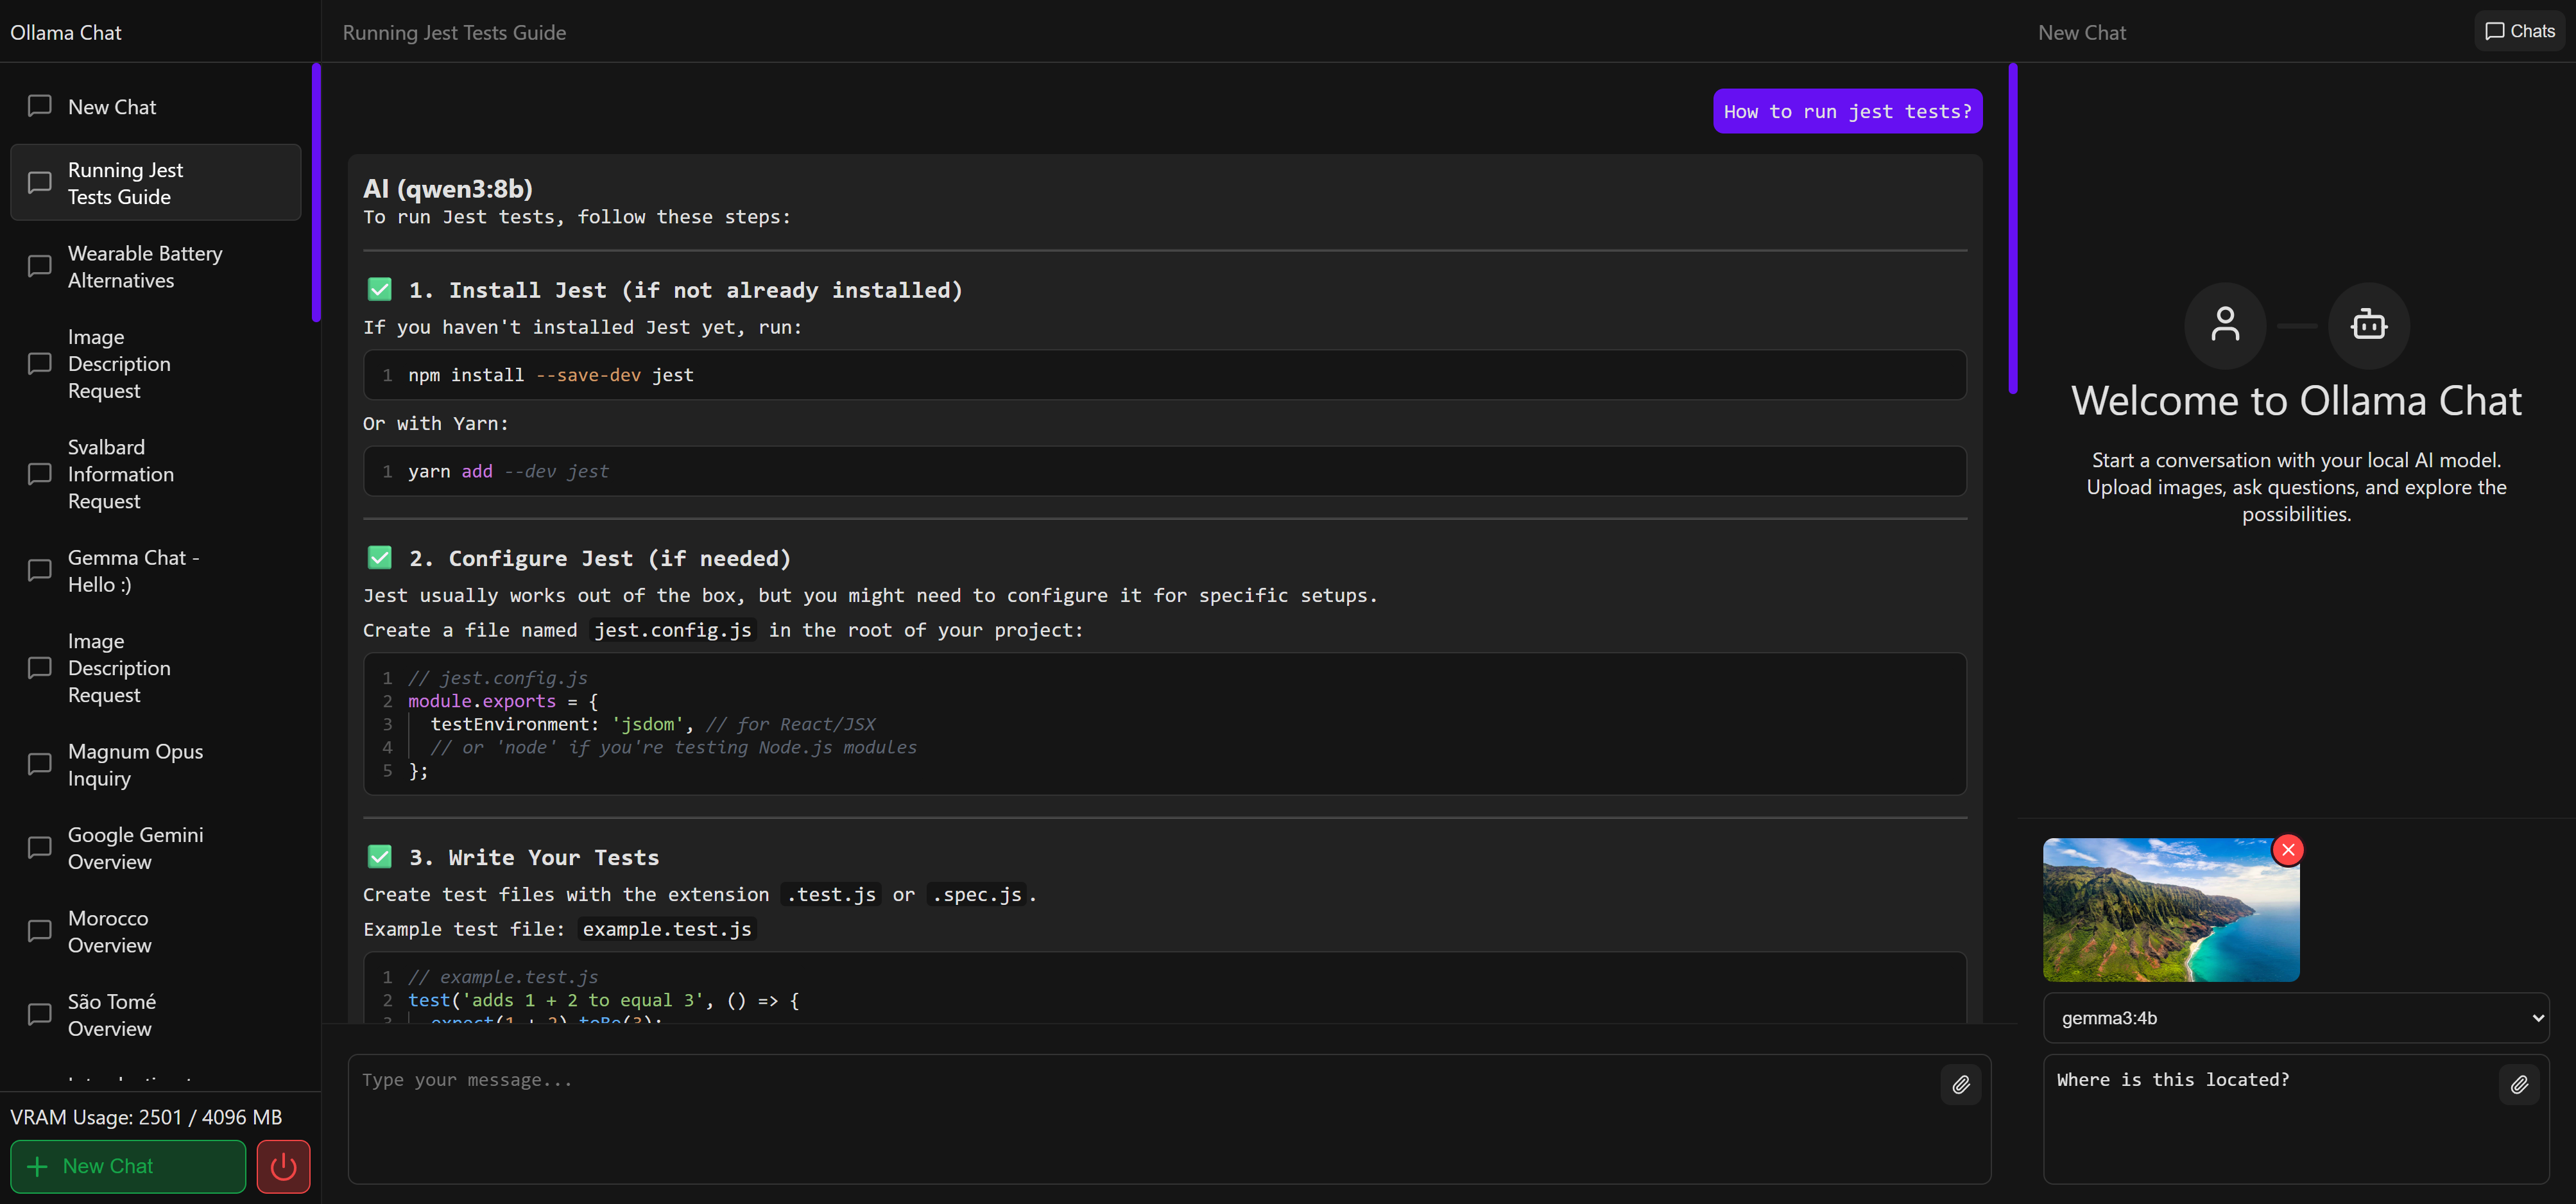 Ollama Chat
New Chat
Running Jest
Tests Guide
Wearable Battery
Alternatives
Image
Description
Request
Svalbard
Information
Request
Gemma Chat -
Hello :)
Image
Description
Request
Magnum Opus
Inquiry
Google Gemini
Overview
Morocco
Overview
São Tomé
Overview
VRAM Usage: 2501 / 4096 MB
New Chat
Running Jest Tests Guide
How to run jest tests?
AI (qwen3:8b)
To run Jest tests, follow these steps:
✅ 1. Install Jest (if not already installed)
If you haven't installed Jest yet, run:
1 npm install --save-dev jest
Or with Yarn:
1 yarn add --dev jest
✅ 2. Configure Jest (if needed)
Jest usually works out of the box, but you might need to configure it for specific setups.
Create a file named jest.config.js in the root of your project:
1 // jest.config.js
2 module.exports = {
3 testEnvironment: 'jsdom', // for React/JSX
4 // or 'node' if you're testing Node.js modules
5 };
✅ 3. Write Your Tests
Create test files with the extension .test.js or .spec.js.
Example test file: example.test.js
1 // example.test.js
2 test('adds 1 + 2 to equal 3', () => {
3 expect(1 + 2).toBe(3);
Type your message...
New Chat
Chats
Welcome to Ollama Chat
Start a conversation with your local AI model.
Upload images, ask questions, and explore the
possibilities.
gemma3:4b
Where is this located?